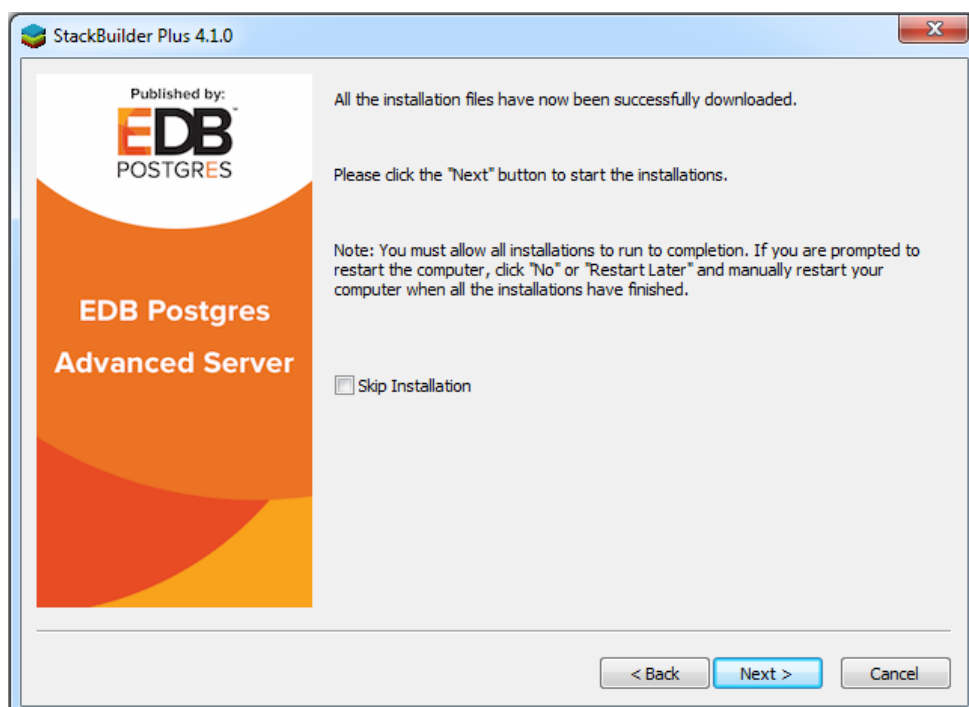 StackBuilder Plus 4.1.0
Published by:
EDB™
POSTGRES
EDB Postgres
Advanced Server
All the installation files have now been successfully downloaded.
Please click the "Next" button to start the installations.
Note: You must allow all installations to run to completion. If you are prompted to
restart the computer, click "No" or "Restart Later" and manually restart your
computer when all the installations have finished.
Skip Installation
< Back
Next >
Cancel